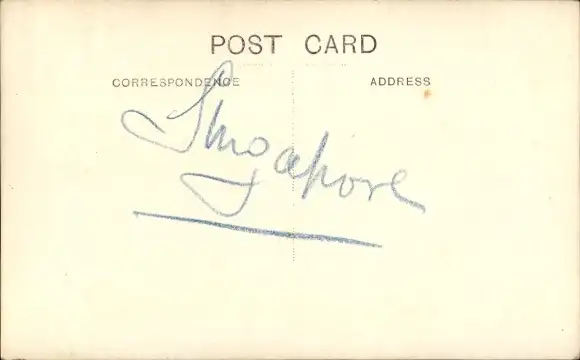 POST CARD
CORRESPONDENCE ADDRESS
Singapore